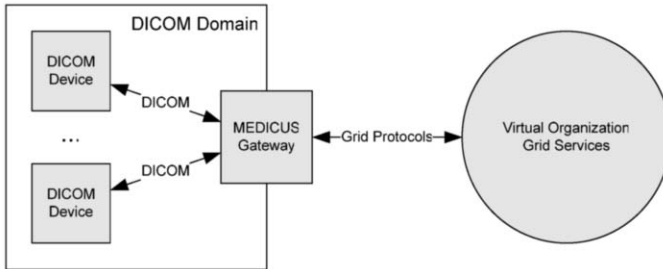 DICOM Domain
DICOM
Device
DICOM
...
MEDICUS
Gateway
Grid Protocols
Virtual Organization
Grid Services
DICOM
DICOM
Device